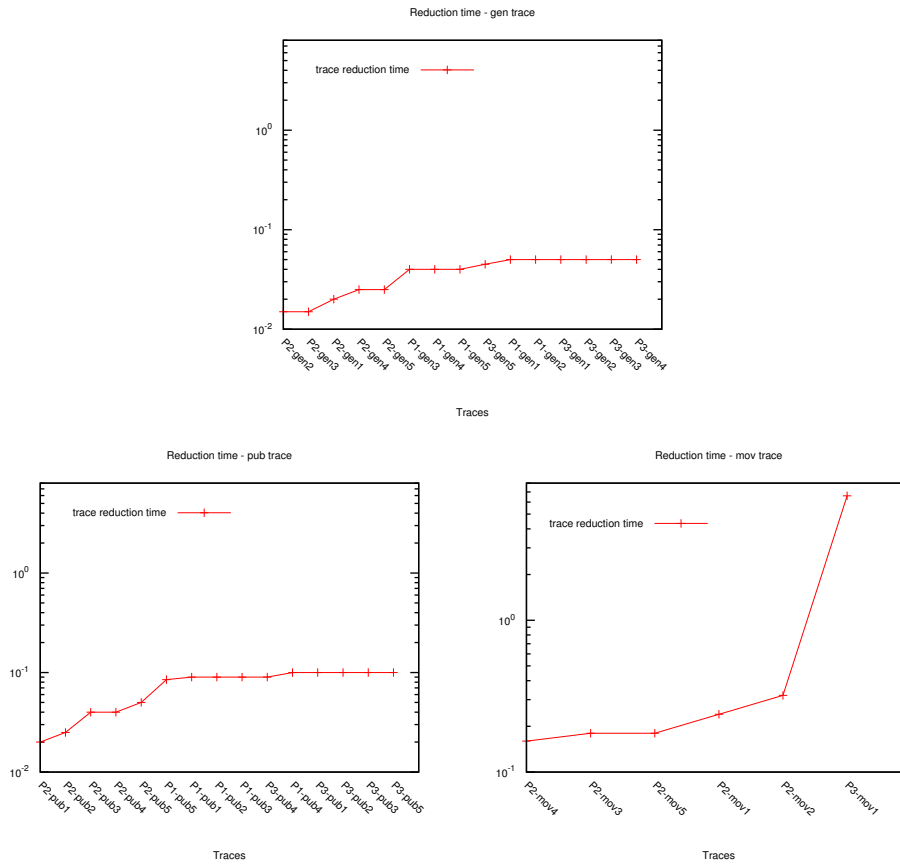 Reduction time - gen trace
trace reduction time
10^0
10^-1
10^-2
P2-gen2
P2-gen3
P2-gen1
P2-gen4
P2-gen5
P1-gen3
P1-gen4
P1-gen5
P3-gen5
P1-gen1
P1-gen2
P3-gen1
P3-gen2
P3-gen3
P3-gen4
Traces
Reduction time - pub trace
trace reduction time
10^0
10^-1
10^-2
P2-pub1
P2-pub2
P2-pub3
P2-pub4
P2-pub5
P1-pub5
P1-pub1
P1-pub2
P1-pub3
P3-pub4
P1-pub4
P3-pub1
P3-pub2
P3-pub3
P3-pub5
Traces
Reduction time - mov trace
trace reduction time
10^0
10^-1
P2-mov4
P2-mov3
P2-mov5
P2-mov1
P2-mov2
P3-mov1
Traces